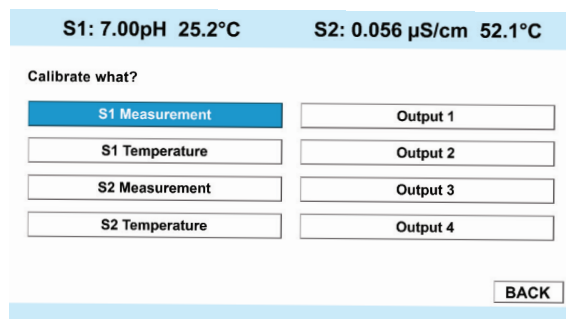 S1: 7.00pH 25.2°C S2: 0.056 µS/cm 52.1°C
Calibrate what?
S1 Measurement
S1 Temperature
S2 Measurement
S2 Temperature
Output 1
Output 2
Output 3
Output 4
BACK